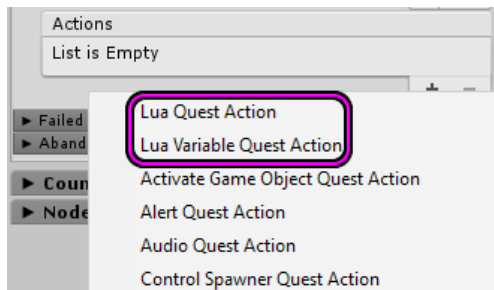 Actions
List is Empty
Lua Quest Action
Failed
Lua Variable Quest Action
Aband
Activate Game Object Quest Action
Coun
Alert Quest Action
Node
Audio Quest Action
Control Spawner Quest Action